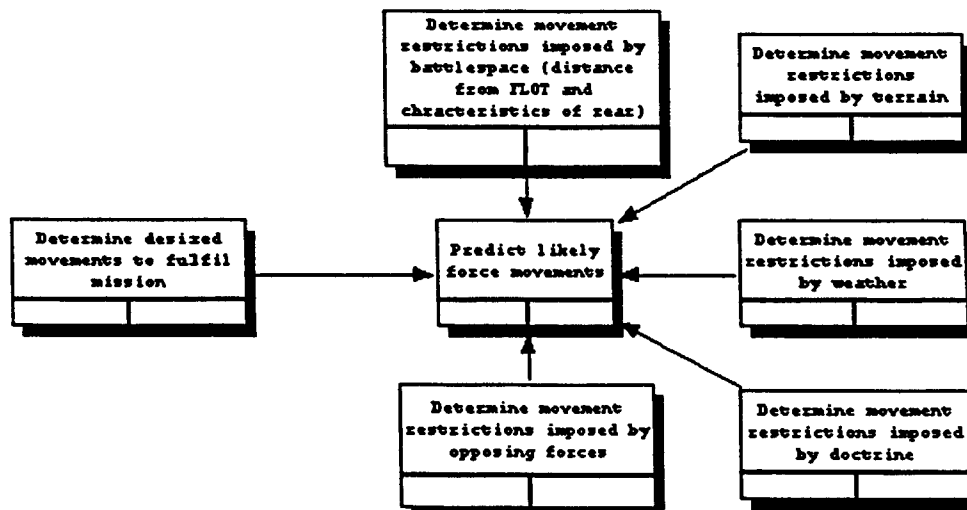 Determine movement
restrictions imposed by
battlespace (distance
from FLOT and
chracteristics of rear)
Determine movement
restrictions
imposed by terrain
Determine desired
movements to fulfil
mission
Predict likely
force movements
Determine movement
restrictions imposed
by weather
Determine movement
restrictions imposed by
opposing forces
Determine movement
restrictions imposed
by doctrine